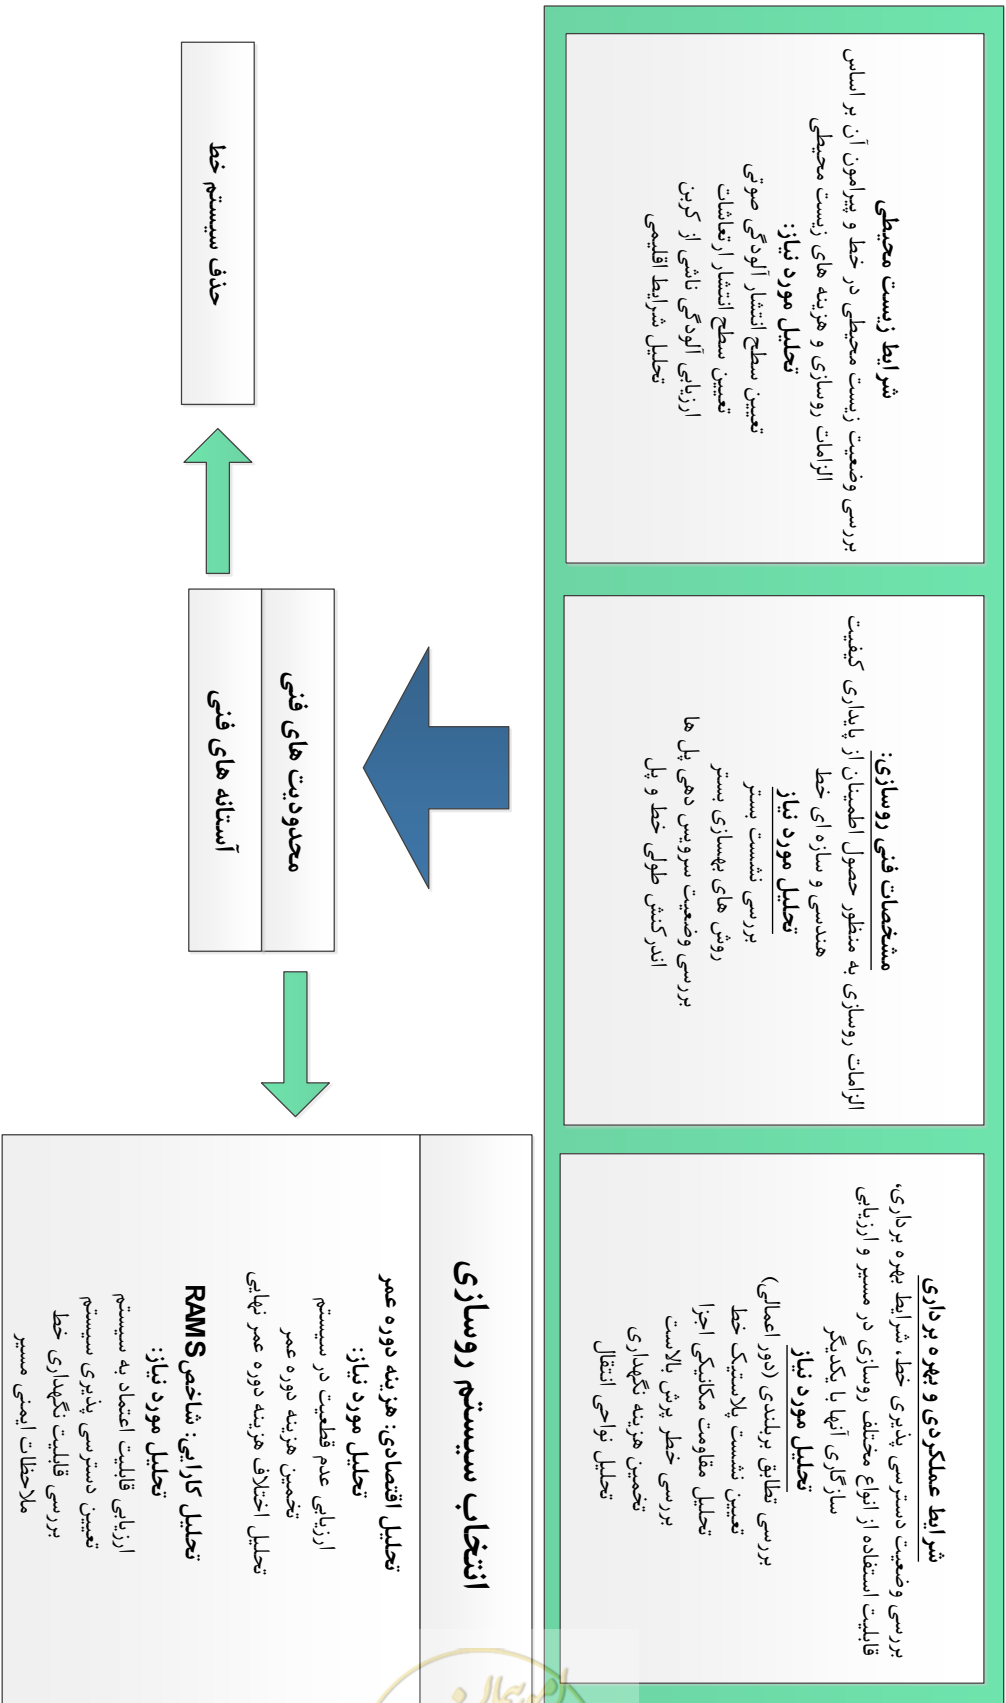 شرایط عملکردی و بهره برداری
بررسی وضعیت دسترسی پذیری خط، شرایط بهره برداری،
قابلیت استفاده از انواع مختلف روسازی در مسیر و ارزیابی
سازگاری آنها با یکدیگر
تحلیل مورد نیاز
بررسی تطابق بربلندی (دور اعمالی)
تعیین نشست پلاستیک خط
تحلیل مقاومت مکانیکی اجزا
بررسی خطر پرش بالاست
تخمین هزینه نگهداری
تحلیل نواحی انتقال
مشخصات فنی روسازی:
الزامات روسازی به منظور حصول اطمینان از پایداری کیفیت
هندسی و سازه ای خط
تحلیل مورد نیاز
بررسی نشست بستر
روش های بهسازی بستر
بررسی وضعیت سرویس دهی پل ها
اندرکنش طولی خط و پل
شرایط زیست محیطی
بررسی وضعیت زیست محیطی در خط و پیرامون آن بر اساس
الزامات روسازی و هزینه های زیست محیطی
تحلیل مورد نیاز:
تعیین سطح انتشار آلودگی صوتی
تعیین سطح انتشار ارتعاشات
ارزیابی آلودگی ناشی از کربن
تحلیل شرایط اقلیمی
محدودیت های فنی
آستانه های فنی
حذف سیستم خط
انتخاب سیستم روسازی
تحلیل اقتصادی: هزینه دوره عمر
تحلیل مورد نیاز:
ارزیابی عدم قطعیت در سیستم
تخمین هزینه دوره عمر
تحلیل اختلاف هزینه دوره عمر نهایی
تحلیل کارایی: شاخص RAMS
تحلیل مورد نیاز:
ارزیابی قابلیت اعتماد به سیستم
تعیین دسترسی پذیری سیستم
بررسی قابلیت نگهداری خط
ملاحظات ایمنی مسیر